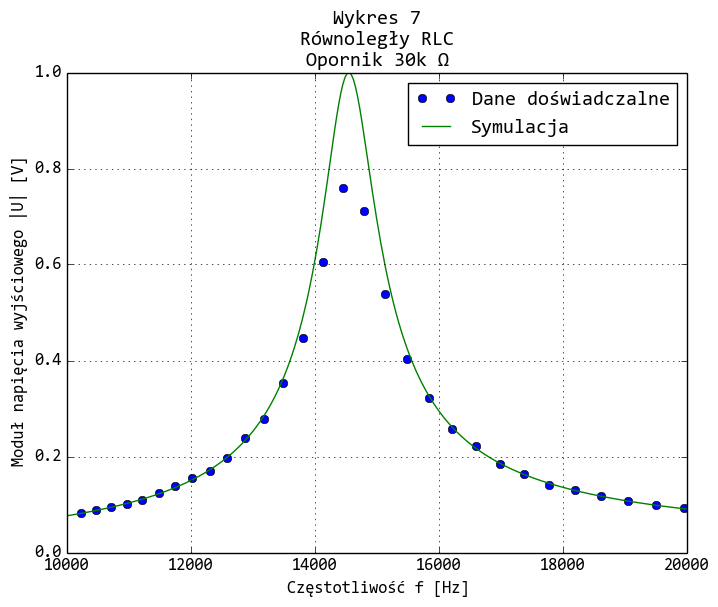 Wykres 7
Równoległy RLC
Opornik 30k Ω
Dane doświadczalne
Symulacja
Moduł napięcia wyjściowego |U| [V]
1.0
0.8
0.6
0.4
0.2
0.0
10000 12000 14000 16000 18000 20000
Częstotliwość f [Hz]